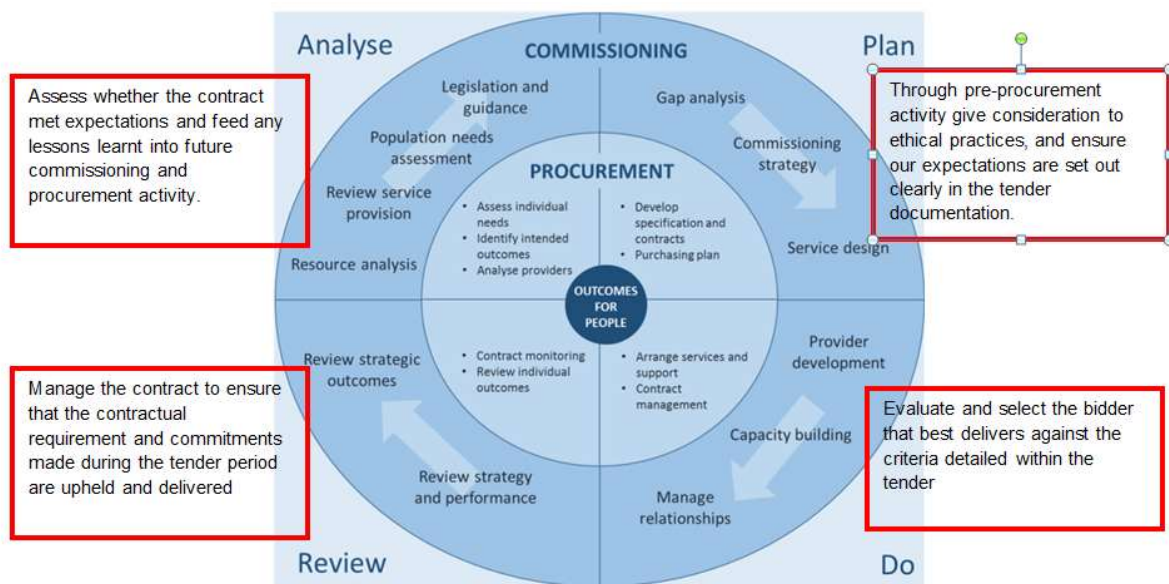 Analyse
COMMISSIONING
Plan
Assess whether the contract
met expectations and feed any
lessons learnt into future
commissioning and
procurement activity.
Legislation and
guidance
Population needs
assessment
Review service
provision
Resource analysis
Gap analysis
Commissioning
strategy
Service design
Through pre-procurement
activity give consideration to
ethical practices, and ensure
our expectations are set out
clearly in the tender
documentation.
PROCUREMENT
• Assess individual
needs
• Identify intended
outcomes
• Analyse providers
• Develop
specification and
contracts
• Purchasing plan
OUTCOMES
FOR
PEOPLE
• Contract monitoring
• Review individual
outcomes
• Arrange services and
support
• Contract
management
Review strategic
outcomes
Review strategy
and performance
Provider
development
Capacity building
Manage
relationships
Manage the contract to ensure
that the contractual
requirement and commitments
made during the tender period
are upheld and delivered
Evaluate and select the bidder
that best delivers against the
criteria detailed within the
tender
Review
Do